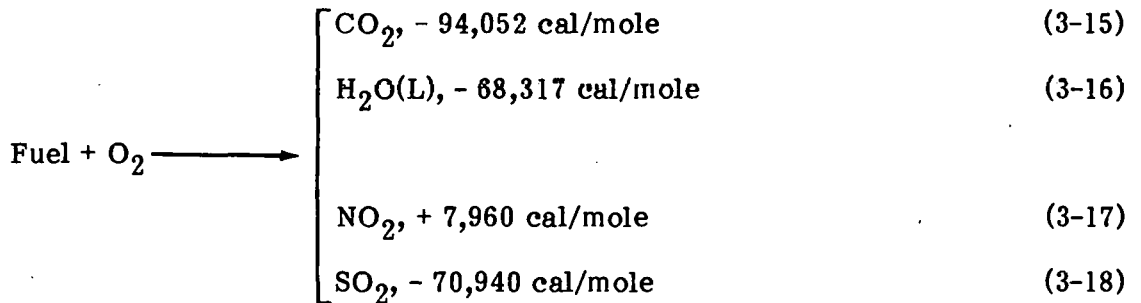 CO2, - 94,052 cal/mole (3-15)
H2O(L), - 68,317 cal/mole (3-16)
Fuel + O2
NO2, + 7,960 cal/mole (3-17)
SO2, - 70,940 cal/mole (3-18)